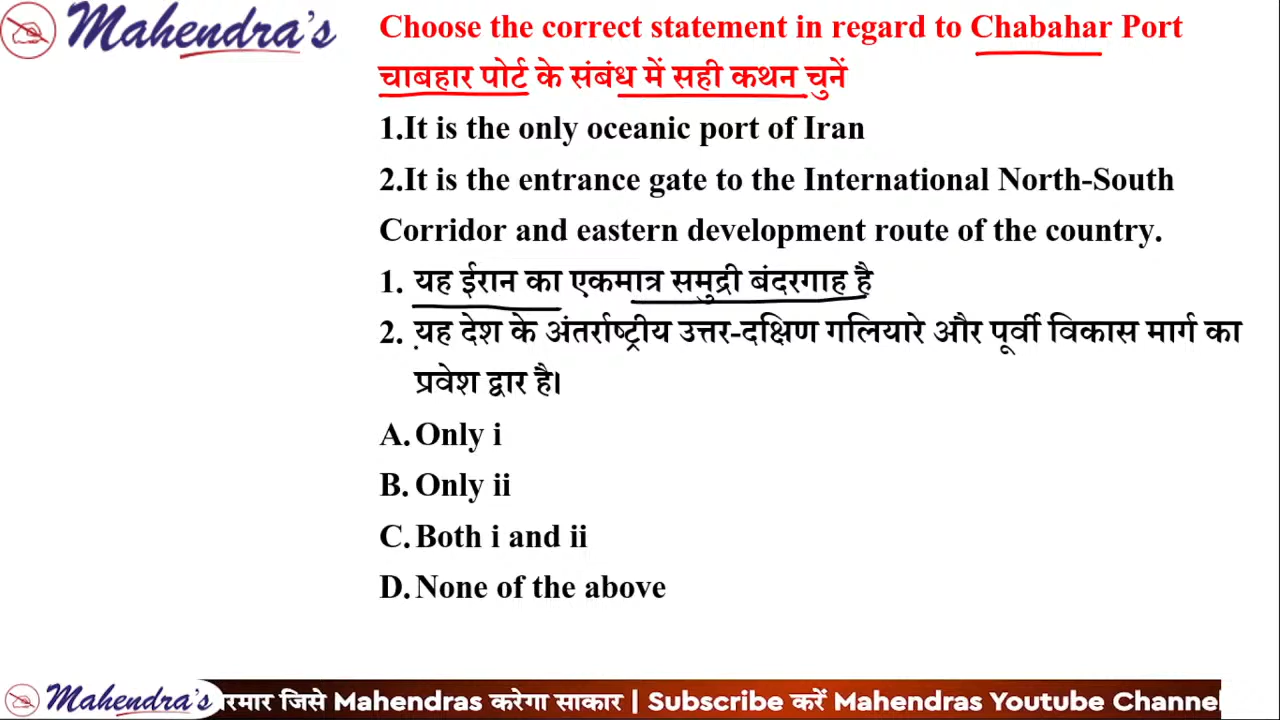 Mahendra's
Choose the correct statement in regard to Chabahar Port
चाबहार पोर्ट के संबंध में सही कथन चुनें
1.It is the only oceanic port of Iran
2.It is the entrance gate to the International North-South
Corridor and eastern development route of the country.
1. यह ईरान का एकमात्र समुद्री बंदरगाह है
2. यह देश के अंतर्राष्ट्रीय उत्तर-दक्षिण गलियारे और पूर्वी विकास मार्ग का
प्रवेश द्वार है।
A. Only i
B. Only ii
C. Both i and ii
D. None of the above
Mahendra's रमार जिसे Mahendras करेगा साकार | Subscribe करें Mahendras Youtube Channel